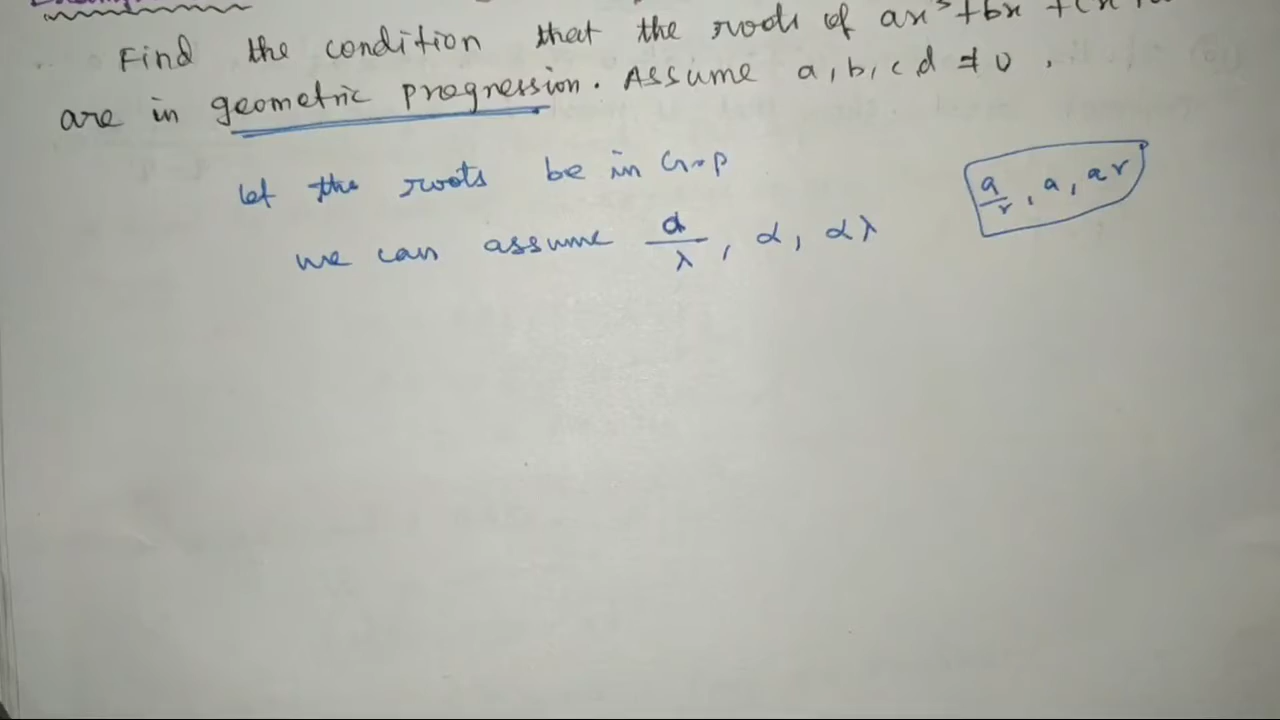 Find the condition that the roots of ax³ + bx + cx
are in geometric progression. Assume a, b, c, d ≠ 0.
let the roots be in G.P
we can assume α/λ, α, αλ
a/r, a, ar